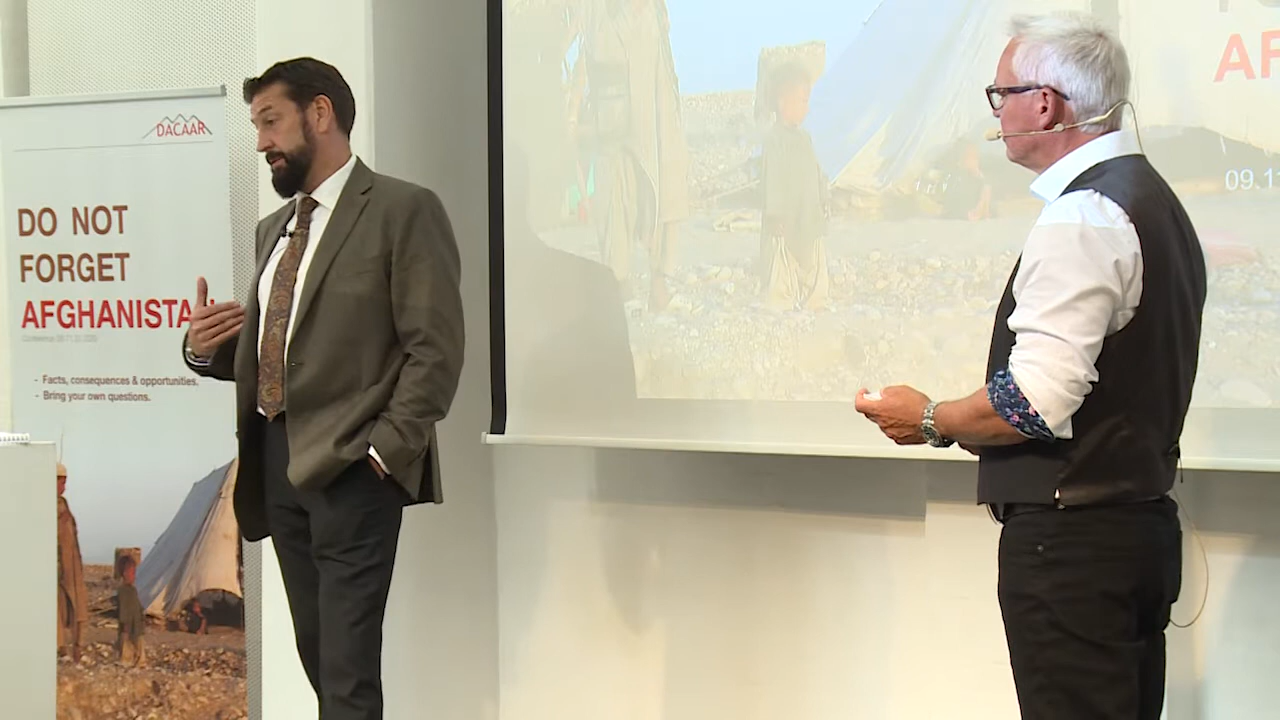 DACAAR
DO NOT
FORGET
AFGHANISTA
- Facts, consequences & opportunities.
- Bring your own questions.
AF
09.1